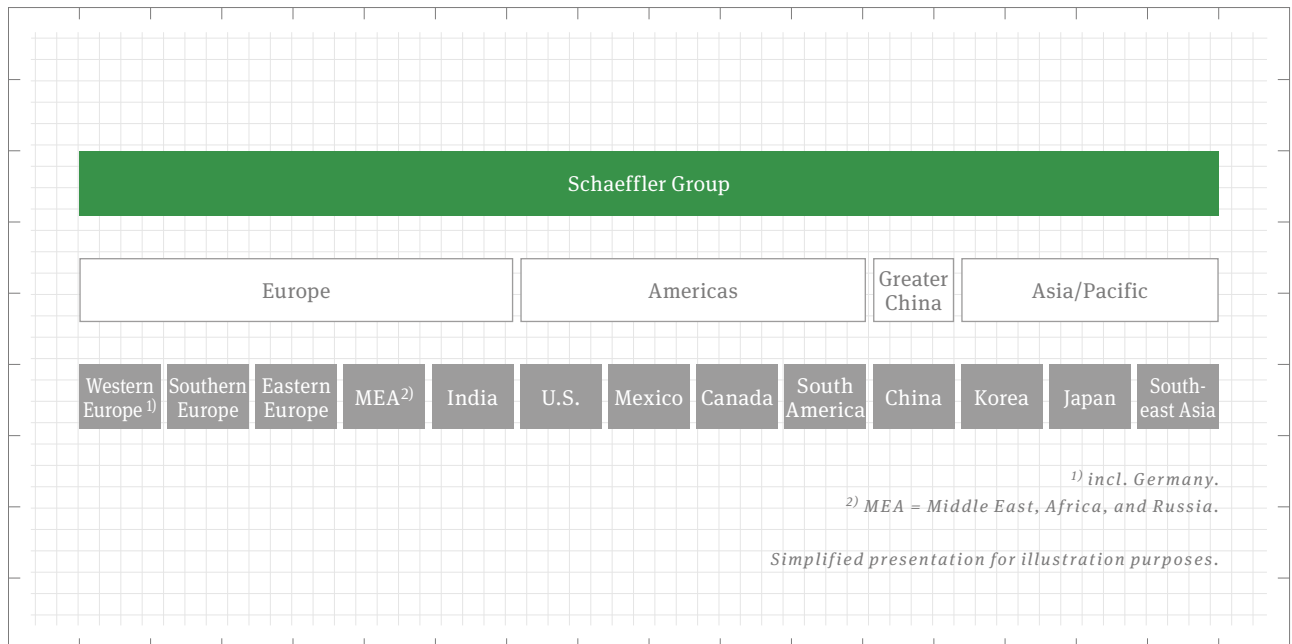 Schaeffler Group
Europe
Americas
Greater
China
Asia/Pacific
Western
Europe 1)
Southern
Europe
Eastern
Europe
MEA2)
India
U.S.
Mexico
Canada
South
America
China
Korea
Japan
South-
east Asia
1) incl. Germany.
2) MEA = Middle East, Africa, and Russia.
Simplified presentation for illustration purposes.